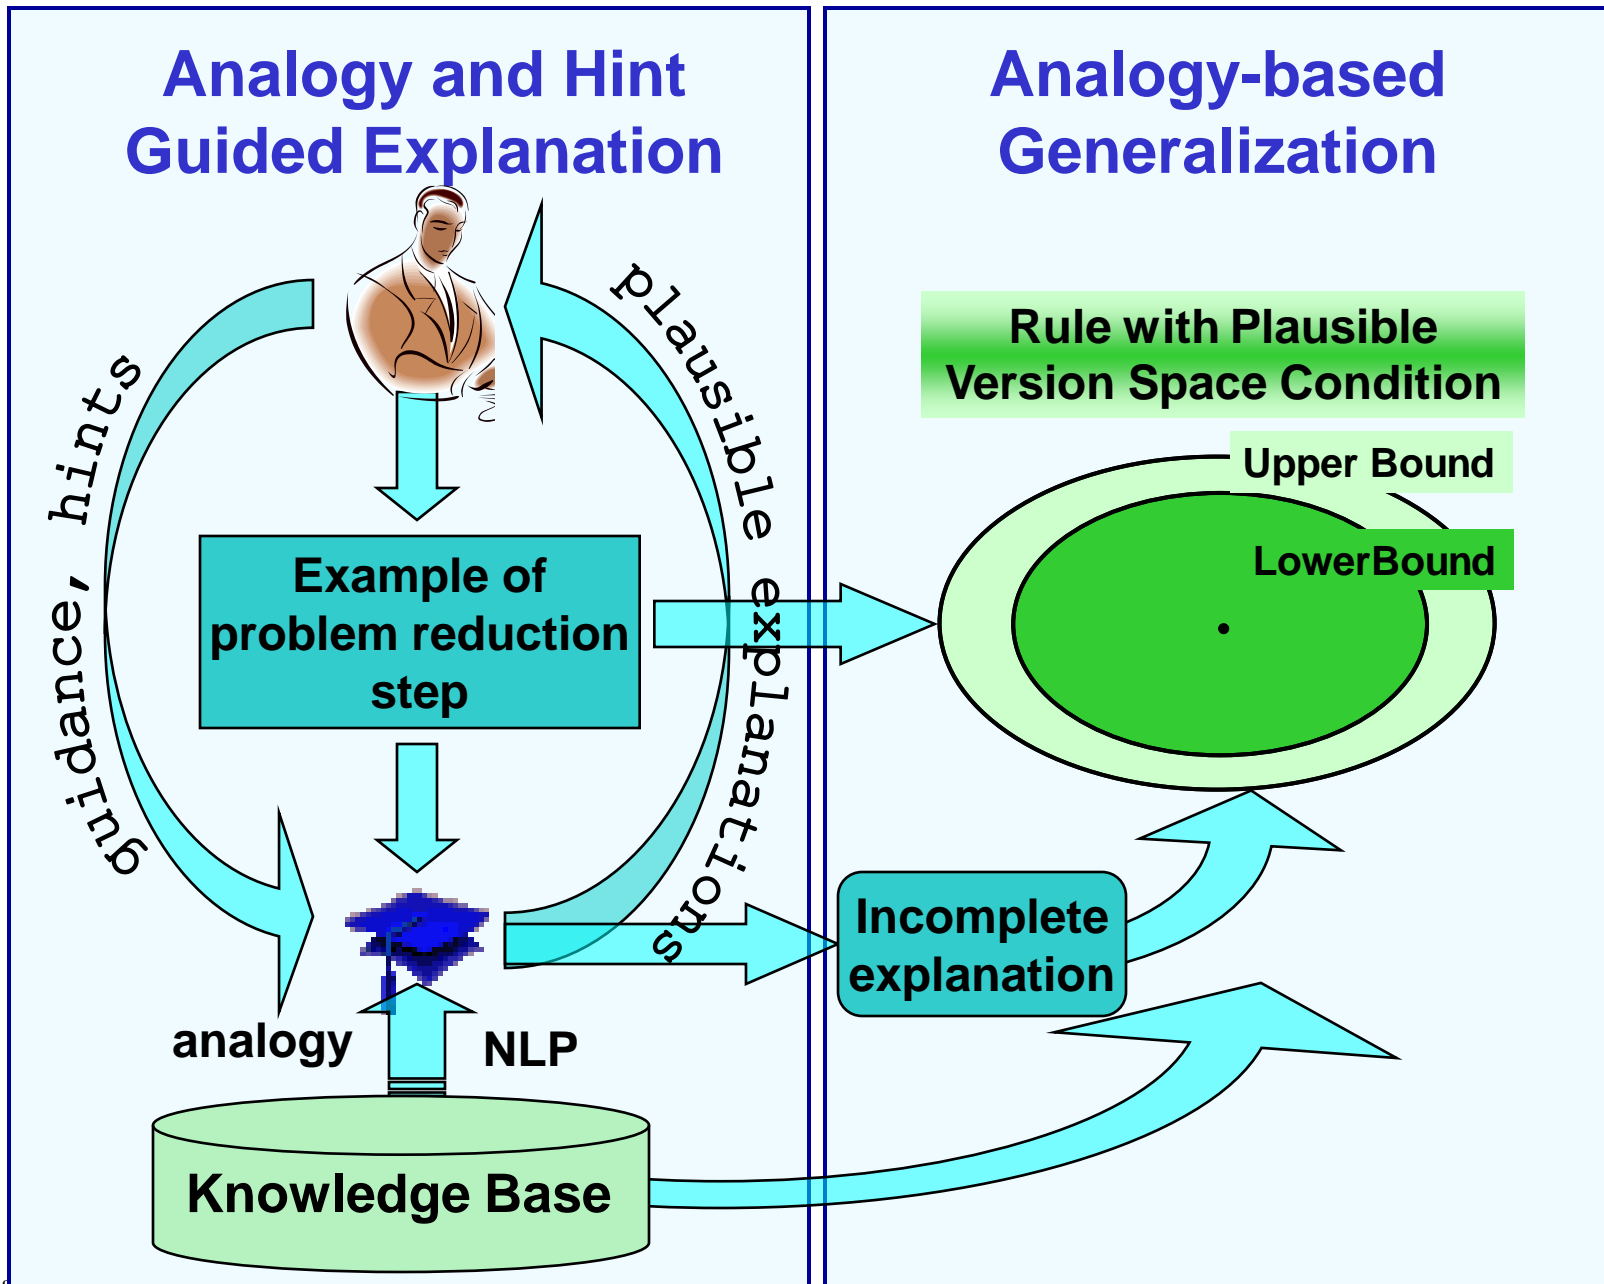 Analogy and Hint
Guided Explanation
guidance, hints
plausible explanations
Example of
problem reduction
step
analogy
NLP
Knowledge Base
Analogy-based
Generalization
Rule with Plausible
Version Space Condition
Upper Bound
LowerBound
Incomplete
explanation